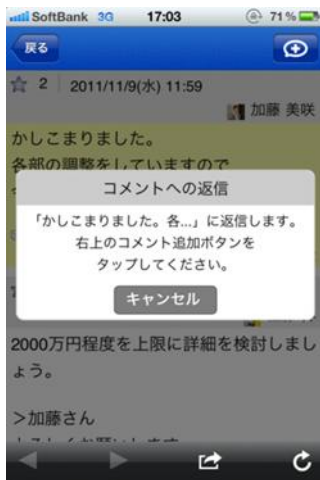 SoftBank 3G 17:03 71%
戻る
2 2011/11/9(水) 11:59
加藤 美咲
かしこまりました。
各部の調整をしていますので
コメントへの返信
「かしこまりました。各...」に返信します。
右上のコメント追加ボタンを
タップしてください。
キャンセル
2000万円程度を上限に詳細を検討しまし
ょう。
>加藤さん